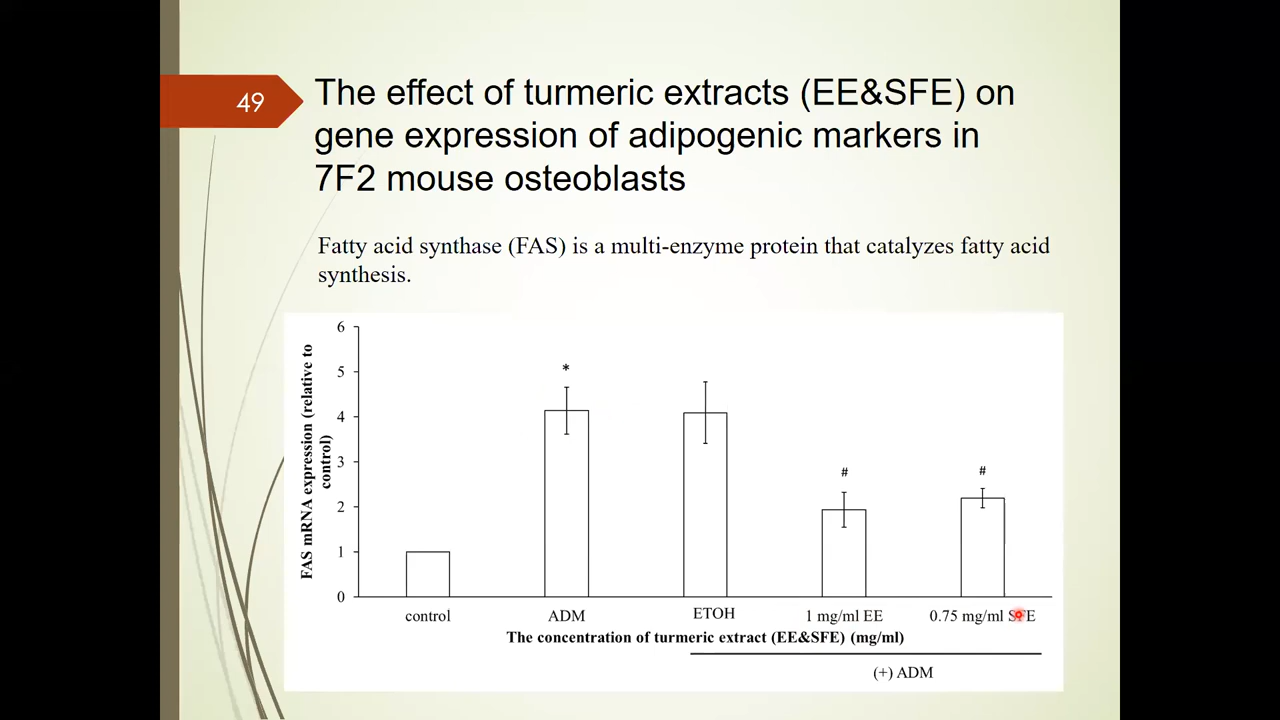 49
The effect of turmeric extracts (EE&SFE) on
gene expression of adipogenic markers in
7F2 mouse osteoblasts
Fatty acid synthase (FAS) is a multi-enzyme protein that catalyzes fatty acid
synthesis.
FAS mRNA expression (relative to
control)
6
5
4
3
2
1
0
*
#
#
control
ADM
ETOH
1 mg/ml EE
0.75 mg/ml SFE
The concentration of turmeric extract (EE&SFE) (mg/ml)
(+) ADM